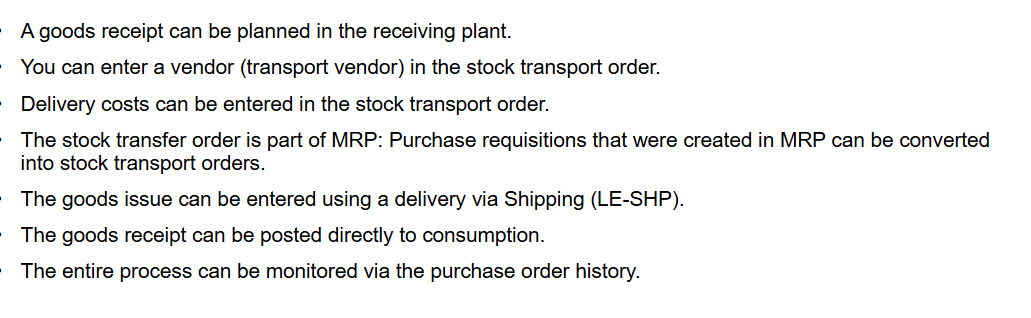 A goods receipt can be planned in the receiving plant.
You can enter a vendor (transport vendor) in the stock transport order.
Delivery costs can be entered in the stock transport order.
The stock transfer order is part of MRP: Purchase requisitions that were created in MRP can be converted
into stock transport orders.
The goods issue can be entered using a delivery via Shipping (LE-SHP).
The goods receipt can be posted directly to consumption.
The entire process can be monitored via the purchase order history.